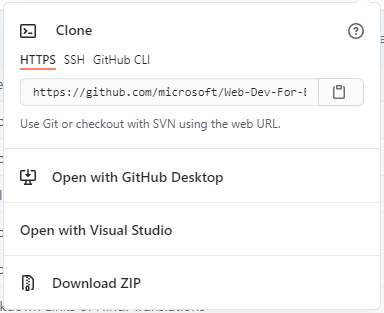 Clone
HTTPS SSH GitHub CLI
https://github.com/microsoft/Web-Dev-For-
Use Git or checkout with SVN using the web URL.
Open with GitHub Desktop
Open with Visual Studio
Download ZIP